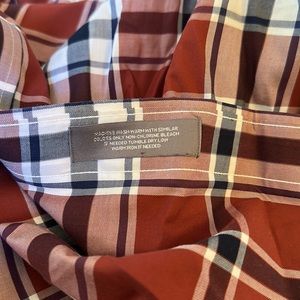 MACHINE WASH WARM WITH SIMILAR
COLORS ONLY NON-CHLORINE BLEACH
IF NEEDED TUMBLE DRY LOW
WARM IRON IF NEEDED